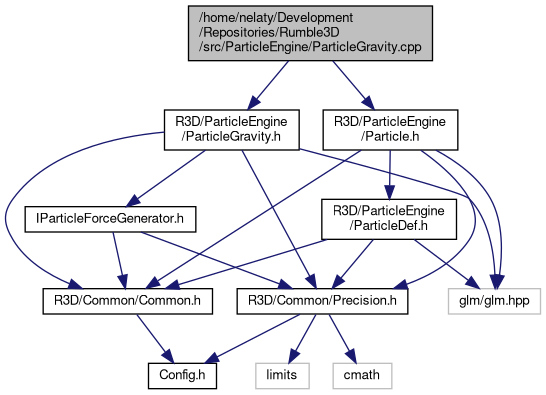 /home/nelaty/Development
/Repositories/Rumble3D
/src/ParticleEngine/ParticleGravity.cpp
R3D/ParticleEngine
/ParticleGravity.h
R3D/ParticleEngine
/Particle.h
IParticleForceGenerator.h
R3D/ParticleEngine
/ParticleDef.h
R3D/Common/Common.h
R3D/Common/Precision.h
glm/glm.hpp
Config.h
limits
cmath